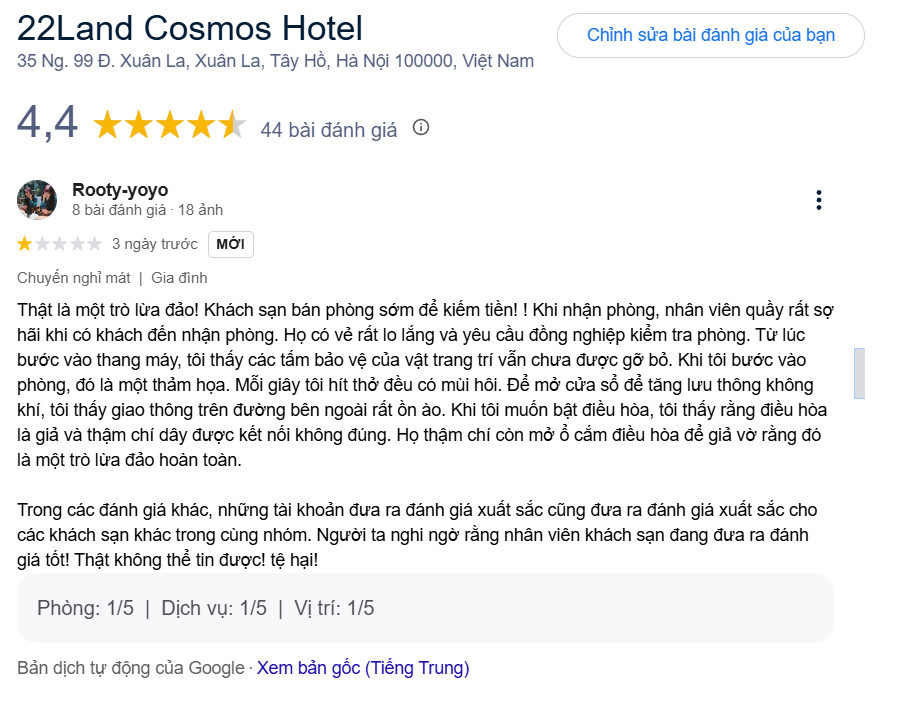 22Land Cosmos Hotel
Chỉnh sửa bài đánh giá của bạn
35 Ng. 99 Đ. Xuân La, Xuân La, Tây Hồ, Hà Nội 100000, Việt Nam
4,4 44 bài đánh giá
Rooty-yoyo
8 bài đánh giá · 18 ảnh
3 ngày trước MỚI
Chuyến nghỉ mát | Gia đình
Thật là một trò lừa đảo! Khách sạn bán phòng sớm để kiếm tiền! ! Khi nhận phòng, nhân viên quầy rất sợ
hãi khi có khách đến nhận phòng. Họ có vẻ rất lo lắng và yêu cầu đồng nghiệp kiểm tra phòng. Từ lúc
bước vào thang máy, tôi thấy các tấm bảo vệ của vật trang trí vẫn chưa được gỡ bỏ. Khi tôi bước vào
phòng, đó là một thảm họa. Mỗi giây tôi hít thở đều có mùi hôi. Để mở cửa sổ để tăng lưu thông không
khí, tôi thấy giao thông trên đường bên ngoài rất ồn ào. Khi tôi muốn bật điều hòa, tôi thấy rằng điều hòa
là giả và thậm chí dây được kết nối không đúng. Họ thậm chí còn mở ổ cắm điều hòa để giả vờ rằng đó
là một trò lừa đảo hoàn toàn.
Trong các đánh giá khác, những tài khoản đưa ra đánh giá xuất sắc cũng đưa ra đánh giá xuất sắc cho
các khách sạn khác trong cùng nhóm. Người ta nghi ngờ rằng nhân viên khách sạn đang đưa ra đánh
giá tốt! Thật không thể tin được! tệ hại!
Phòng: 1/5 | Dịch vụ: 1/5 | Vị trí: 1/5
Bản dịch tự động của Google · Xem bản gốc (Tiếng Trung)